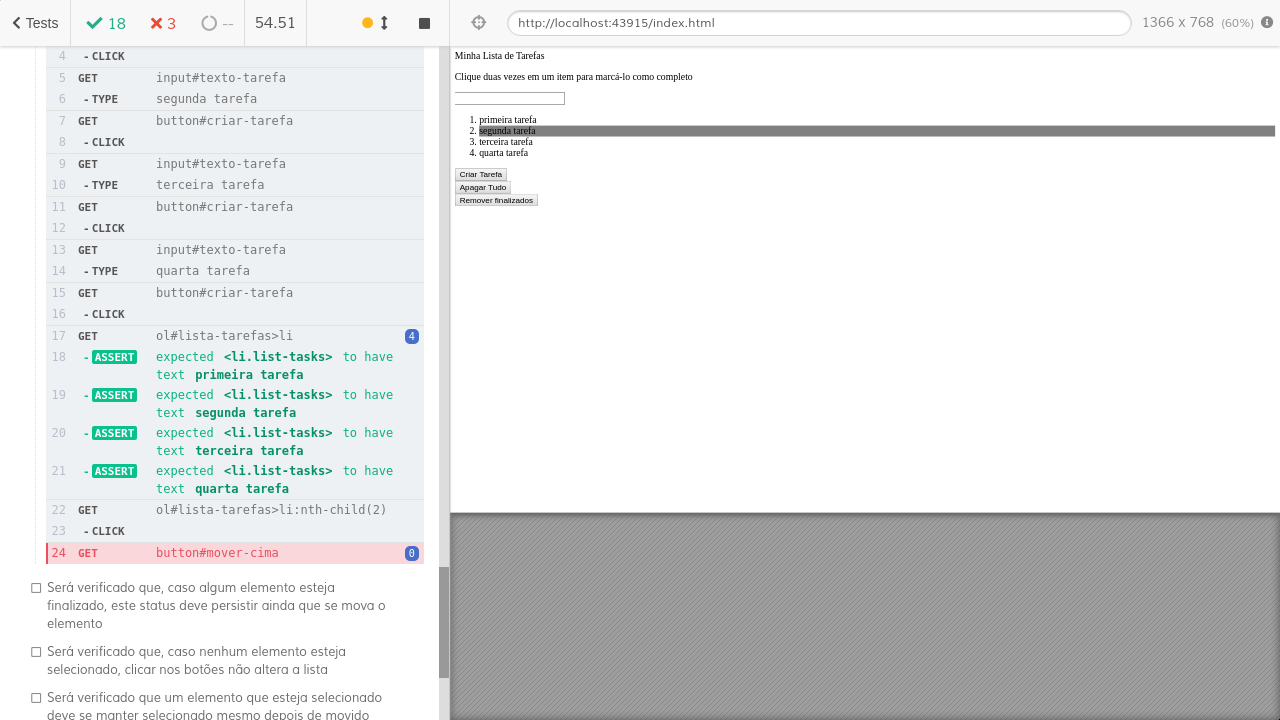 Tests
18
3
--
54.51
http://localhost:43915/index.html
1366 x 768 (60%)
4 - CLICK
5 GET input#texto-tarefa
6 - TYPE segunda tarefa
7 GET button#criar-tarefa
8 - CLICK
9 GET input#texto-tarefa
10 - TYPE terceira tarefa
11 GET button#criar-tarefa
12 - CLICK
13 GET input#texto-tarefa
14 - TYPE quarta tarefa
15 GET button#criar-tarefa
16 - CLICK
17 GET ol#lista-tarefas>li 4
18 - ASSERT expected <li.list-tasks> to have
text primeira tarefa
19 - ASSERT expected <li.list-tasks> to have
text segunda tarefa
20 - ASSERT expected <li.list-tasks> to have
text terceira tarefa
21 - ASSERT expected <li.list-tasks> to have
text quarta tarefa
22 GET ol#lista-tarefas>li:nth-child(2)
23 - CLICK
24 GET button#mover-cima 0
Será verificado que, caso algum elemento esteja
finalizado, este status deve persistir ainda que se mova o
elemento
Será verificado que, caso nenhum elemento esteja
selecionado, clicar nos botões não altera a lista
Será verificado que um elemento que esteja selecionado
deve se manter selecionado mesmo depois de movido
Minha Lista de Tarefas
Clique duas vezes em um item para marcá-lo como completo
1. primeira tarefa
2. segunda tarefa
3. terceira tarefa
4. quarta tarefa
Criar Tarefa
Apagar Tudo
Remover finalizados